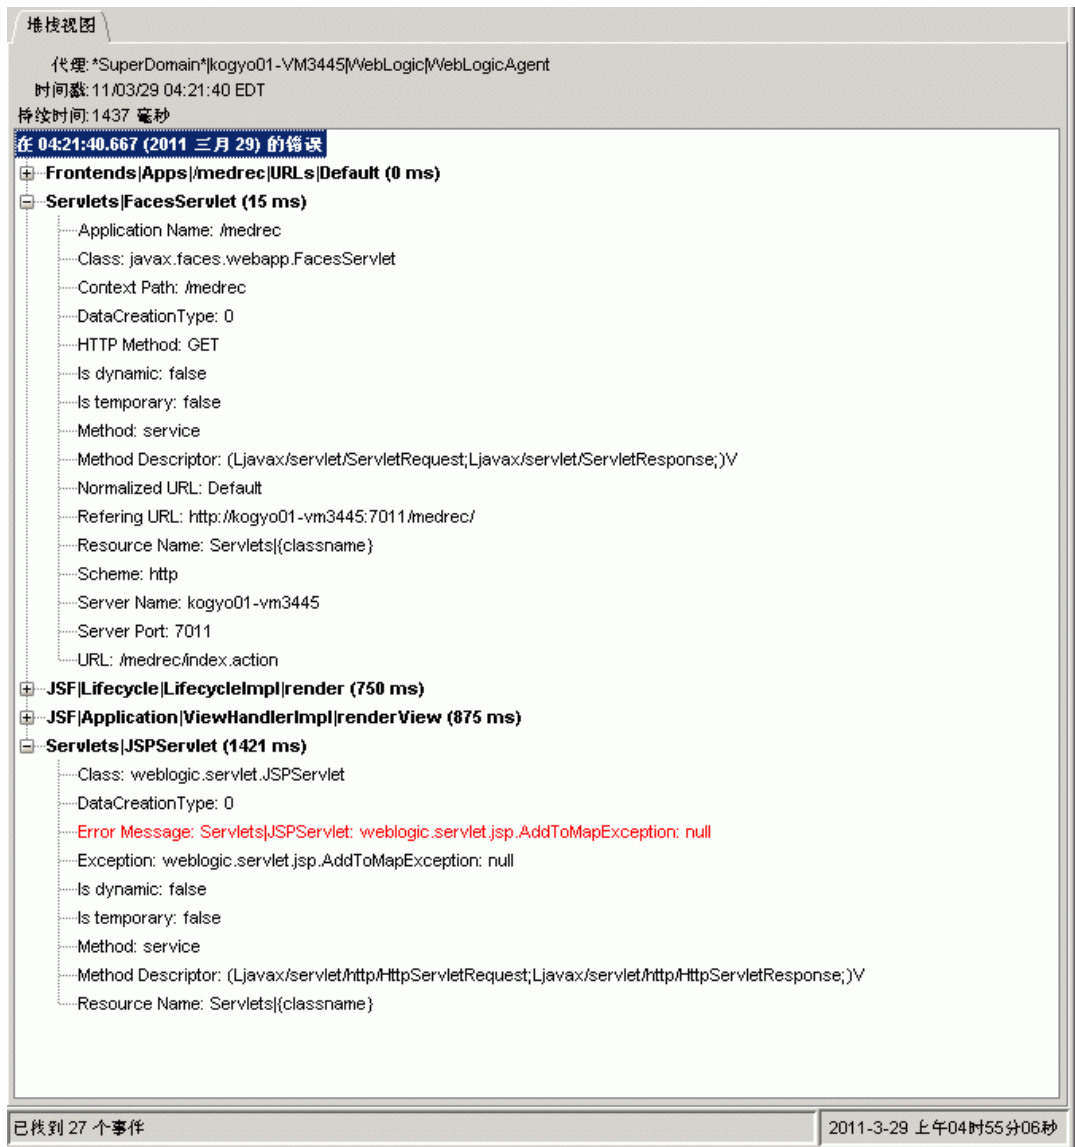 堆栈视图
代理:*SuperDomain*|kogyo01-VM3445|WebLogic|WebLogicAgent
时间戳:11/03/29 04:21:40 EDT
持续时间:1437 毫秒
在 04:21:40.667 (2011 三月 29) 的错误
Frontends|Apps|/medrec|URLs|Default (0 ms)
Servlets|FacesServlet (15 ms)
Application Name: /medrec
Class: javax.faces.webapp.FacesServlet
Context Path: /medrec
DataCreationType: 0
HTTP Method: GET
Is dynamic: false
Is temporary: false
Method: service
Method Descriptor: (Ljavax/servlet/ServletRequest;Ljavax/servlet/ServletResponse;)V
Normalized URL: Default
Refering URL: http://kogyo01-vm3445:7011/medrec/
Resource Name: Servlets|{classname}
Scheme: http
Server Name: kogyo01-vm3445
Server Port: 7011
URL: /medrec/index.action
JSF|Lifecycle|LifecycleImpl|render (750 ms)
JSF|Application|ViewHandlerImpl|renderView (875 ms)
Servlets|JSPServlet (1421 ms)
Class: weblogic.servlet.JSPServlet
DataCreationType: 0
Error Message: Servlets|JSPServlet: weblogic.servlet.jsp.AddToMapException: null
Exception: weblogic.servlet.jsp.AddToMapException: null
Is dynamic: false
Is temporary: false
Method: service
Method Descriptor: (Ljavax/servlet/http/HttpServletRequest;Ljavax/servlet/http/HttpServletResponse;)V
Resource Name: Servlets|{classname}
已找到 27 个事件
2011-3-29 上午04时55分06秒